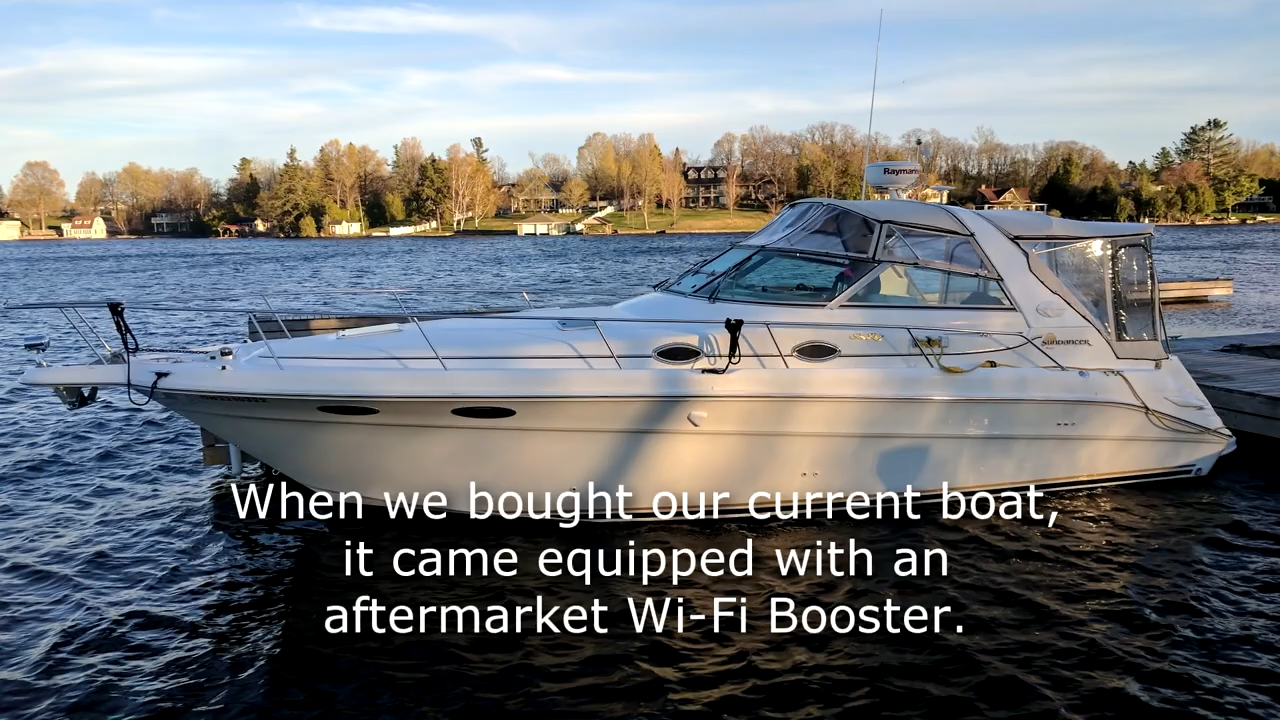 Raymarine
SUNDANCER
When we bought our current boat,
it came equipped with an
aftermarket Wi-Fi Booster.